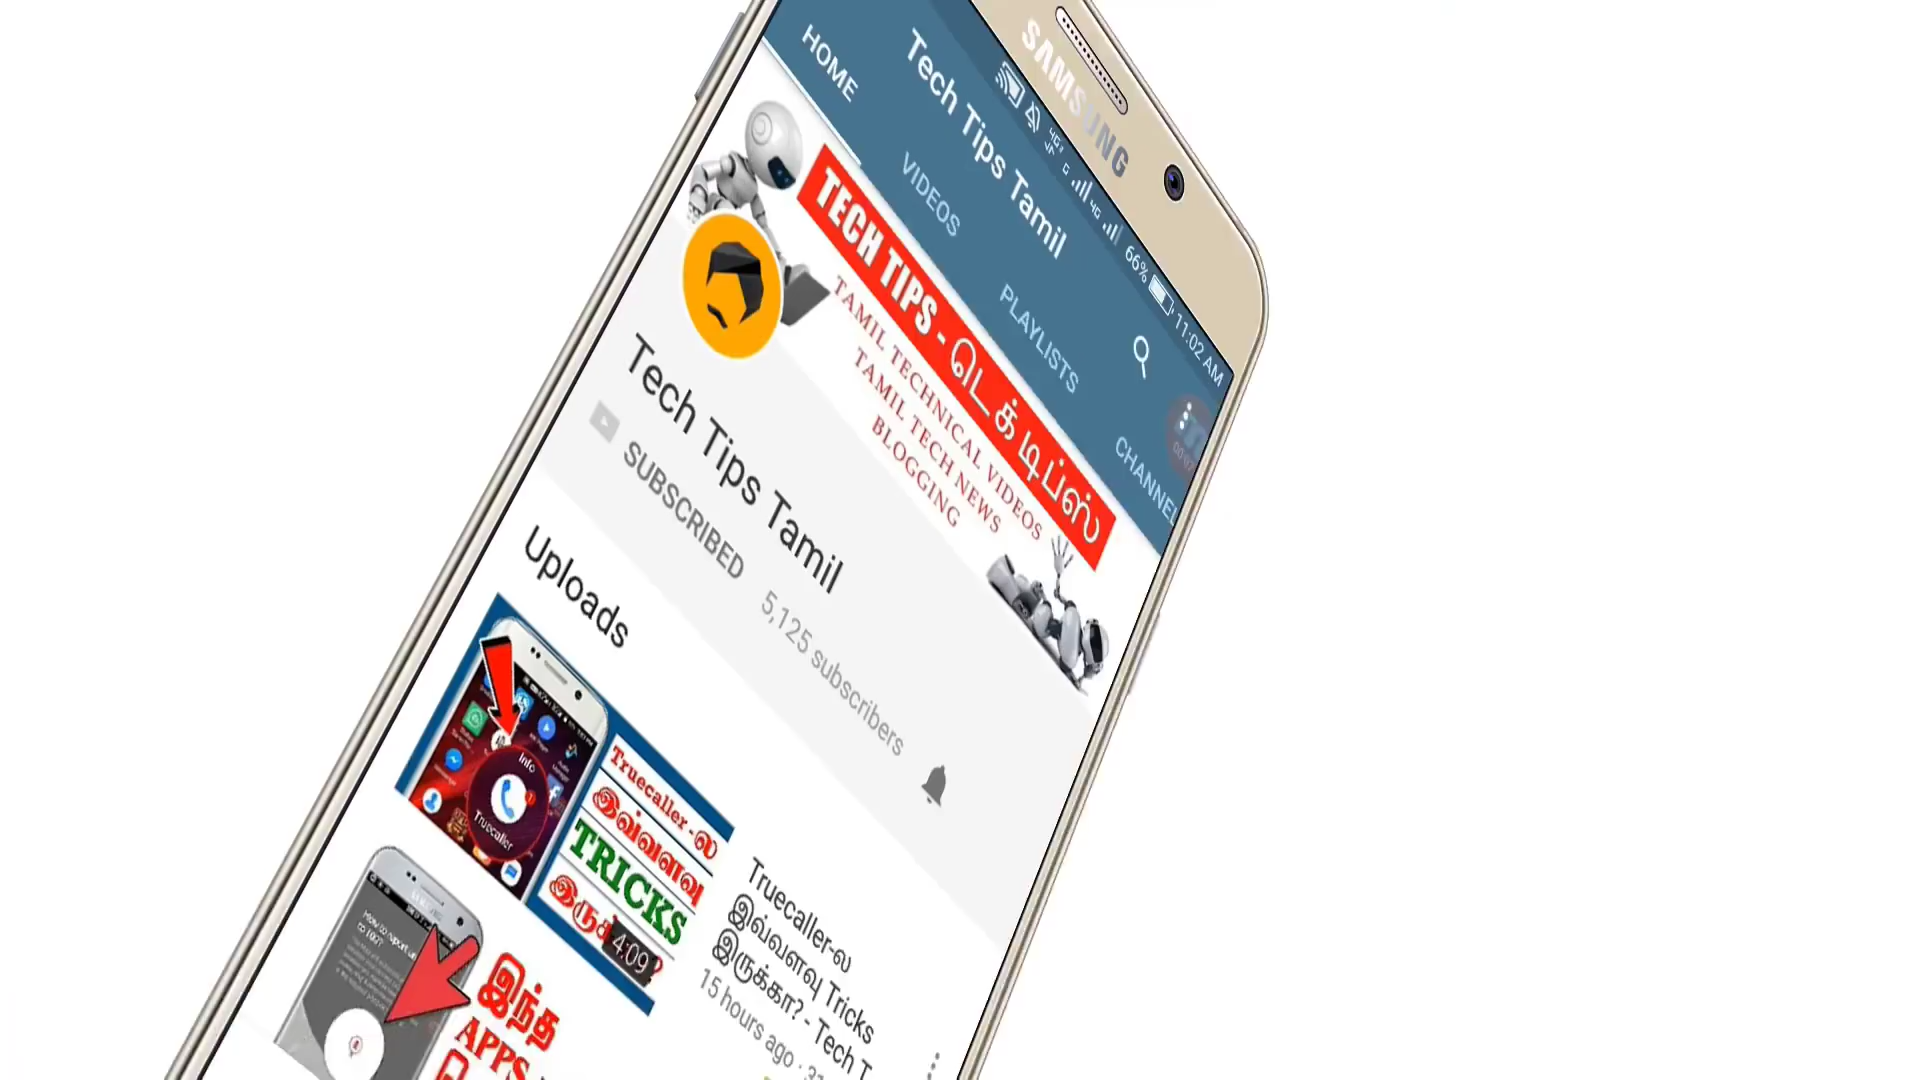 SAMSUNG
66% 11:02 AM
Tech Tips Tamil
HOME VIDEOS PLAYLISTS CHANNEL
TECH TIPS - டெக் டிப்ஸ்
TAMIL TECHNICAL VIDEOS
TAMIL TECH NEWS
BLOGGING
Tech Tips Tamil
SUBSCRIBED 5,125 subscribers
Uploads
Info
Truecaller
Truecaller -ல
இவ்வளவு
TRICKS
4:09
Truecaller-ல
இவ்வளவு Tricks
இருக்கா? - Tech T
15 hours ago
இந்த
APPS